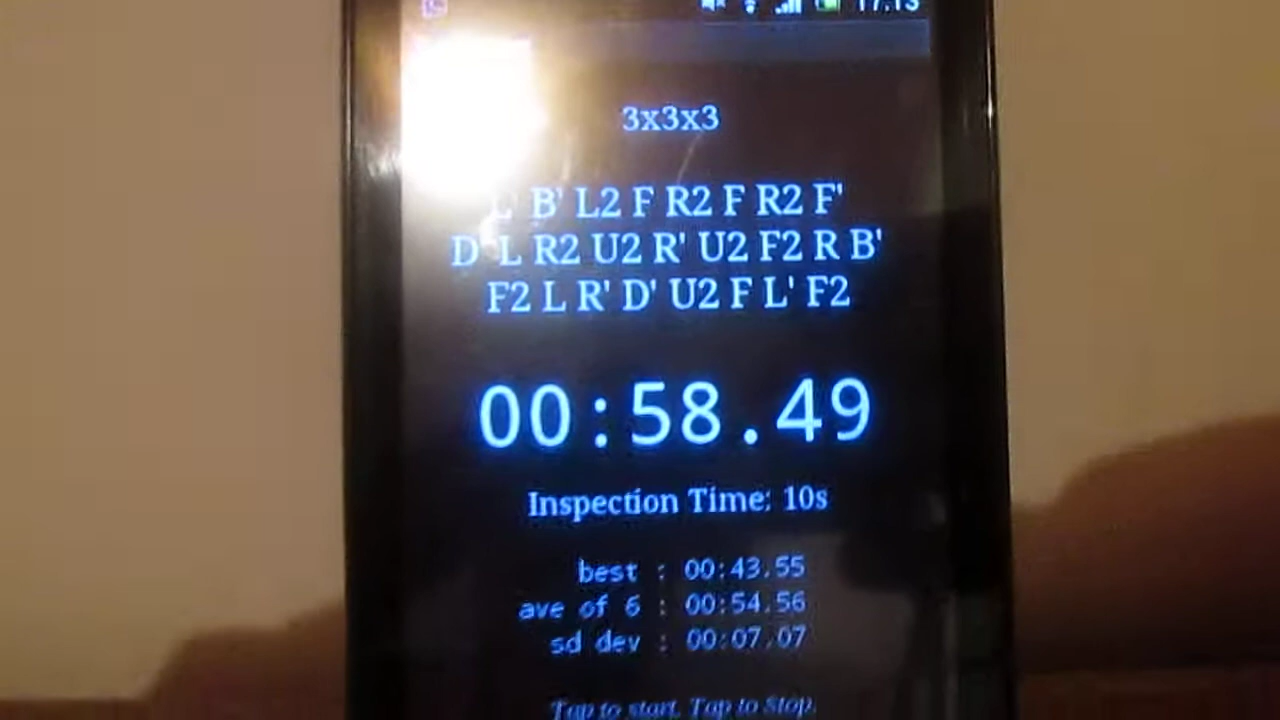 17:13
3x3x3
L' B' L2 F R2 F R2 F'
D' L R2 U2 R' U2 F2 R B'
F2 L R' D' U2 F L' F2
00:58.49
Inspection Time: 10s
best : 00:43.55
ave of 6 : 00:54.56
sd dev : 00:07.07
Tap to start. Tap to Stop.